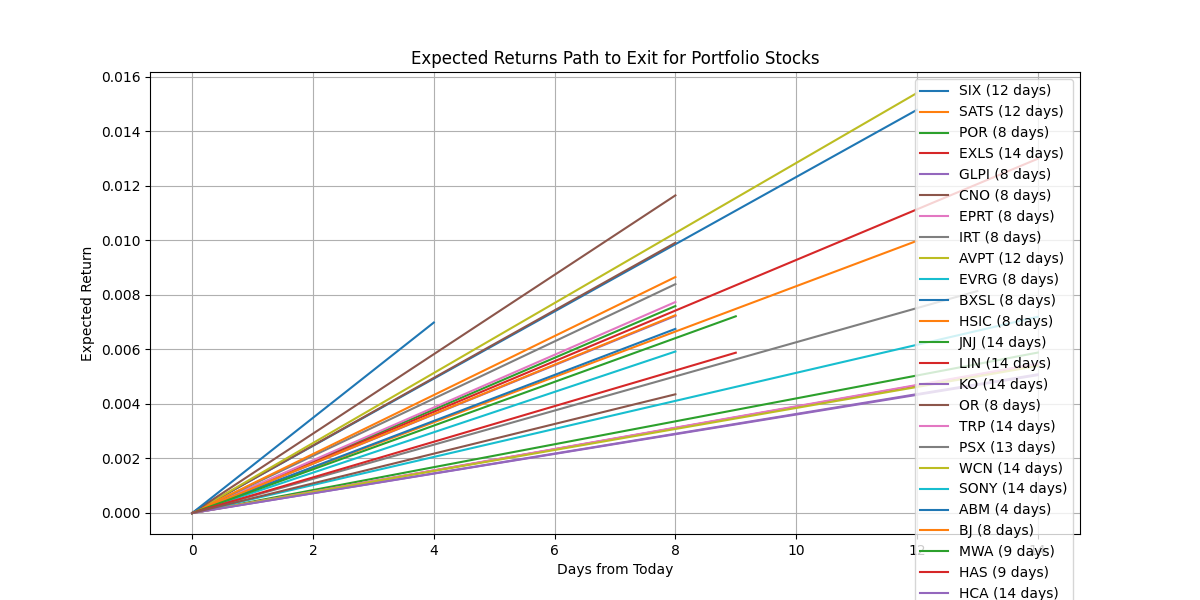 Expected Returns Path to Exit for Portfolio Stocks
0.016
0.014
0.012
0.010
0.008
0.006
0.004
0.002
0.000
Expected Return
0
2
4
6
8
10
12
14
Days from Today
SIX (12 days)
SATS (12 days)
POR (8 days)
EXLS (14 days)
GLPI (8 days)
CNO (8 days)
EPRT (8 days)
IRT (8 days)
AVPT (12 days)
EVRG (8 days)
BXSL (8 days)
HSIC (8 days)
JNJ (14 days)
LIN (14 days)
KO (14 days)
OR (8 days)
TRP (14 days)
PSX (13 days)
WCN (14 days)
SONY (14 days)
ABM (4 days)
BJ (8 days)
MWA (9 days)
HAS (9 days)
HCA (14 days)